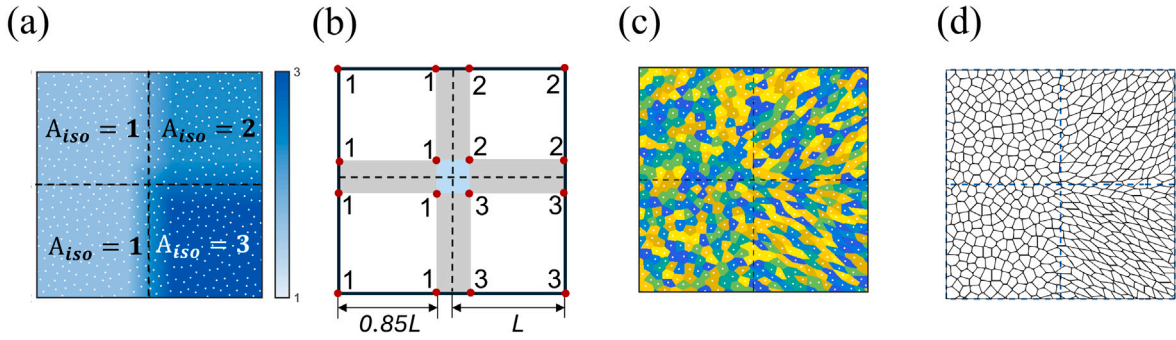 (a) (b) (c) (d)
3
A_iso = 1 A_iso = 2
A_iso = 1 A_iso = 3
1
1 1 2 2
1 1 2 2
1 1 3 3
1 1 3 3
0.85L L